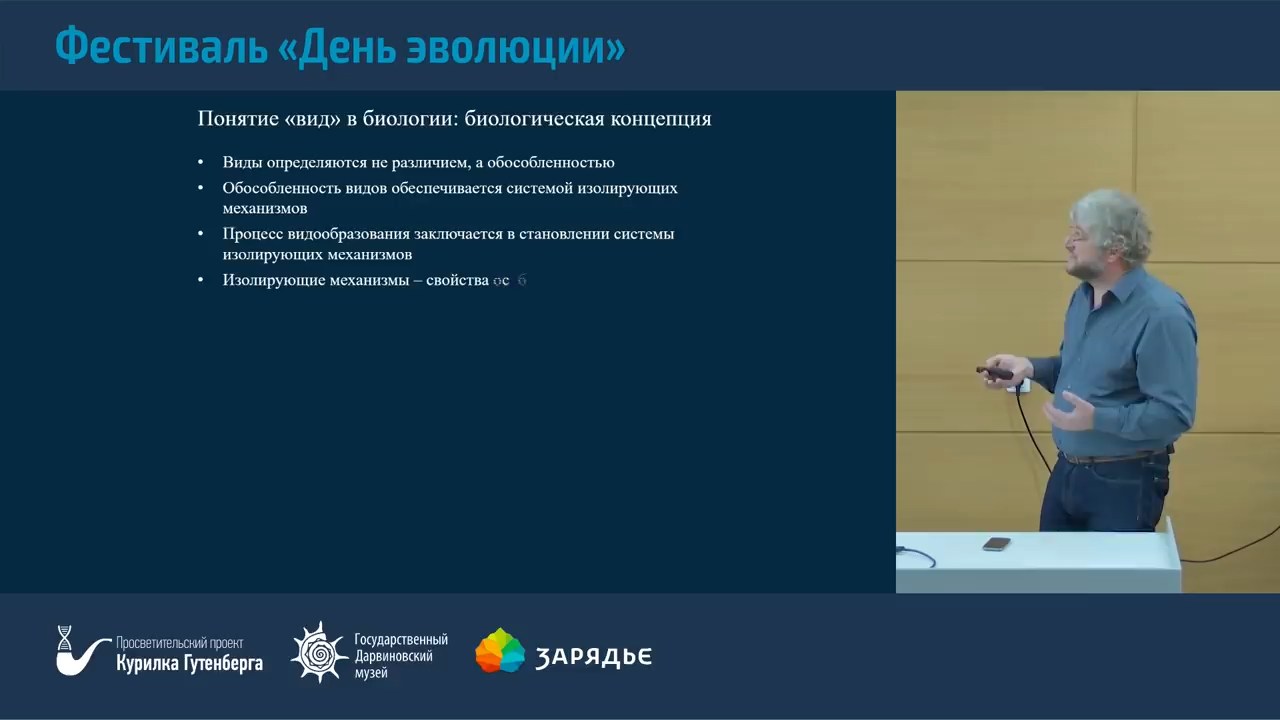 Фестиваль «День эволюции»
Понятие «вид» в биологии: биологическая концепция
• Виды определяются не различием, а обособленностью
• Обособленность видов обеспечивается системой изолирующих
механизмов
• Процесс видообразования заключается в становлении системы
изолирующих механизмов
• Изолирующие механизмы – свойства
Просветительский проект
Курилка Гутенберга
Государственный
Дарвиновский
музей
ЗАРЯДЬЕ